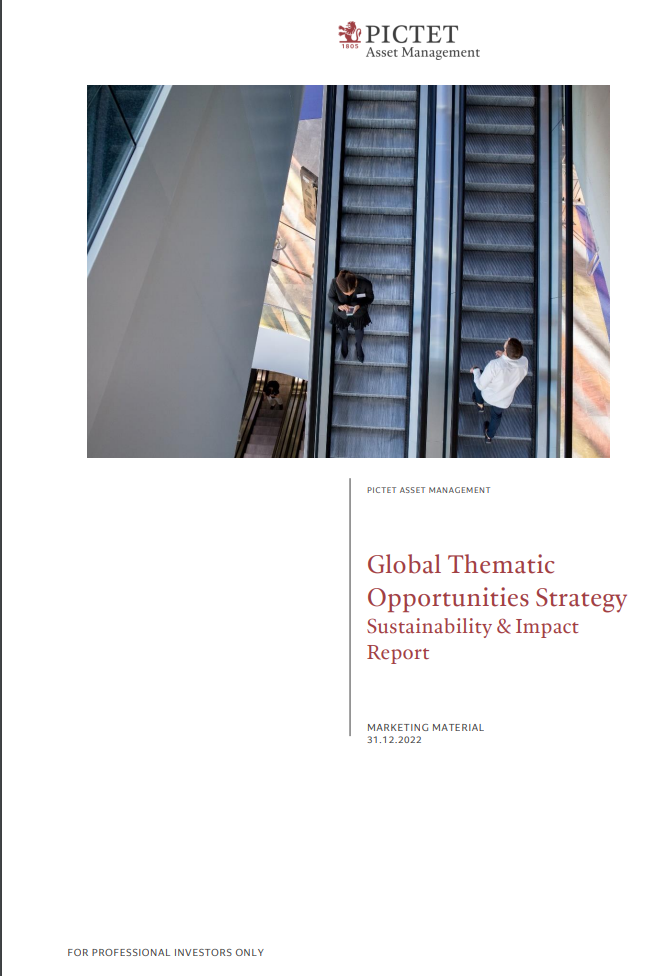 PICTET
1805
Asset Management
PICTET ASSET MANAGEMENT
Global Thematic
Opportunities Strategy
Sustainability & Impact
Report
MARKETING MATERIAL
31.12.2022
FOR PROFESSIONAL INVESTORS ONLY